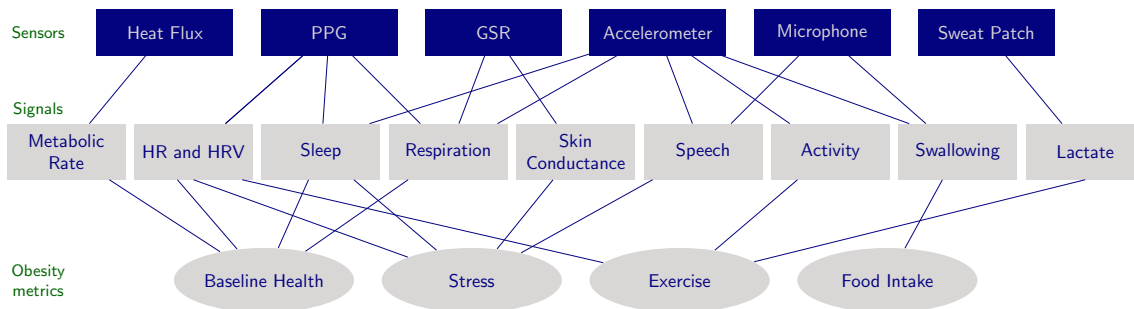 Sensors
Heat Flux
PPG
GSR
Accelerometer
Microphone
Sweat Patch
Signals
Metabolic
Rate
HR and HRV
Sleep
Respiration
Skin
Conductance
Speech
Activity
Swallowing
Lactate
Obesity
metrics
Baseline Health
Stress
Exercise
Food Intake